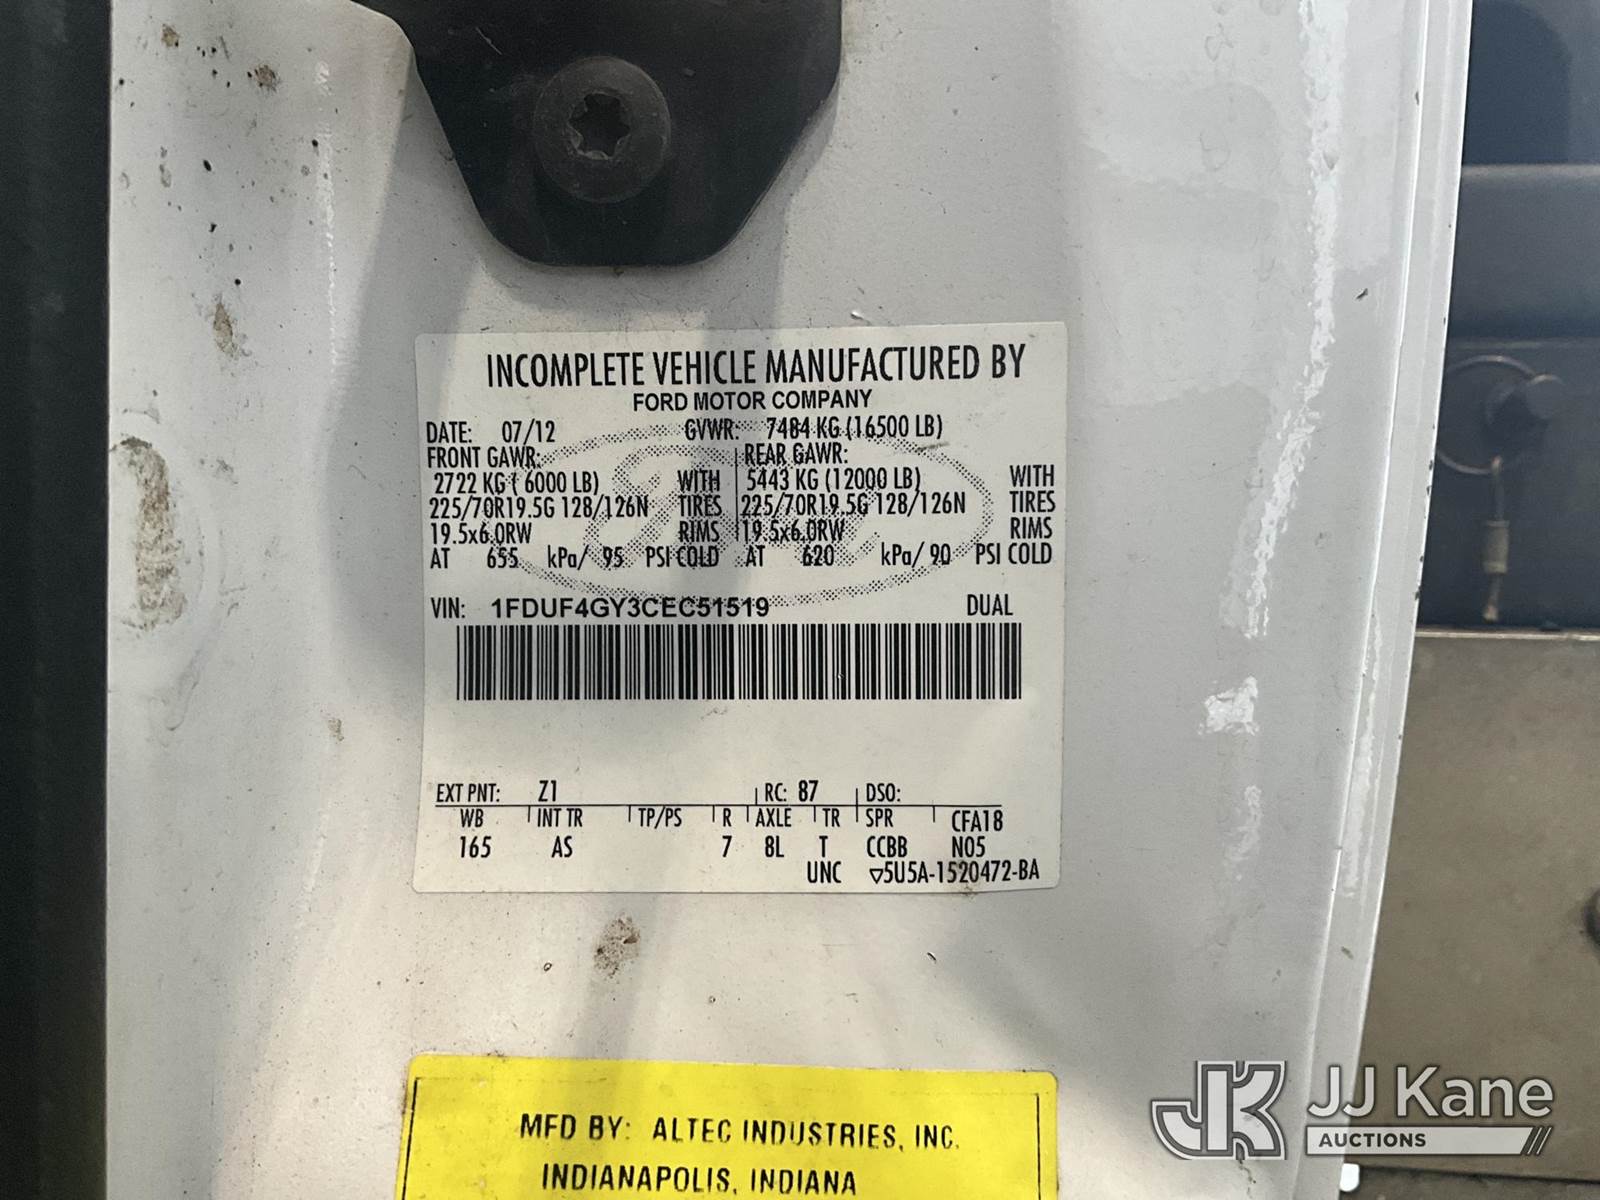 INCOMPLETE VEHICLE MANUFACTURED BY
FORD MOTOR COMPANY
DATE: 07/12 GVWR: 7484 KG (16500 LB)
FRONT GAWR: REAR GAWR:
2722 KG ( 6000 LB) WITH 5443 KG (12000 LB) WITH
225/70R19.5G 128/126N TIRES 225/70R19.5G 128/126N TIRES
19.5x6.0RW RIMS 19.5x6.0RW RIMS
AT 655 kPa/ 95 PSI COLD AT 620 kPa/ 90 PSI COLD
VIN: 1FDUF4GY3CEC51519 DUAL
EXT PNT: Z1 RC: 87 DSO:
WB INT TR TP/PS R AXLE TR SPR CFA18
165 AS 7 8L T CCBB N05
UNC ▽5U5A-1520472-BA
MFD BY: ALTEC INDUSTRIES, INC.
INDIANAPOLIS, INDIANA
JK JJ Kane
AUCTIONS